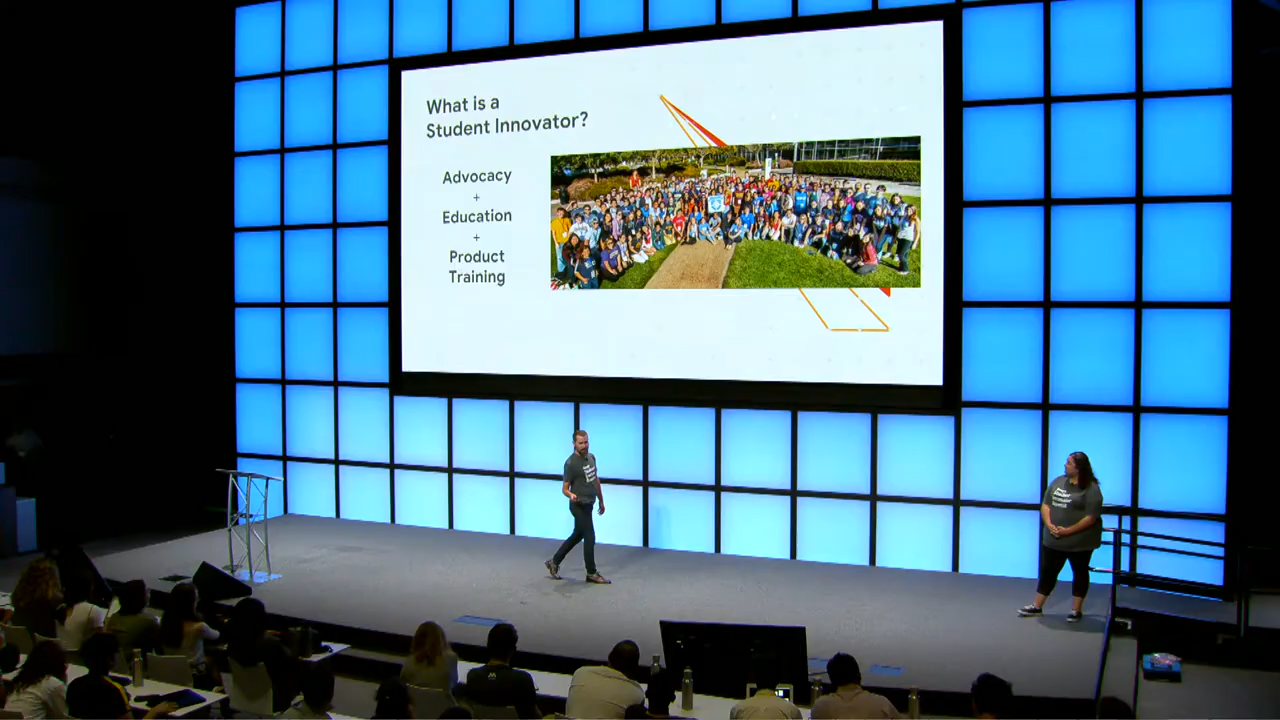 What is a
Student Innovator?
Advocacy
+
Education
+
Product
Training